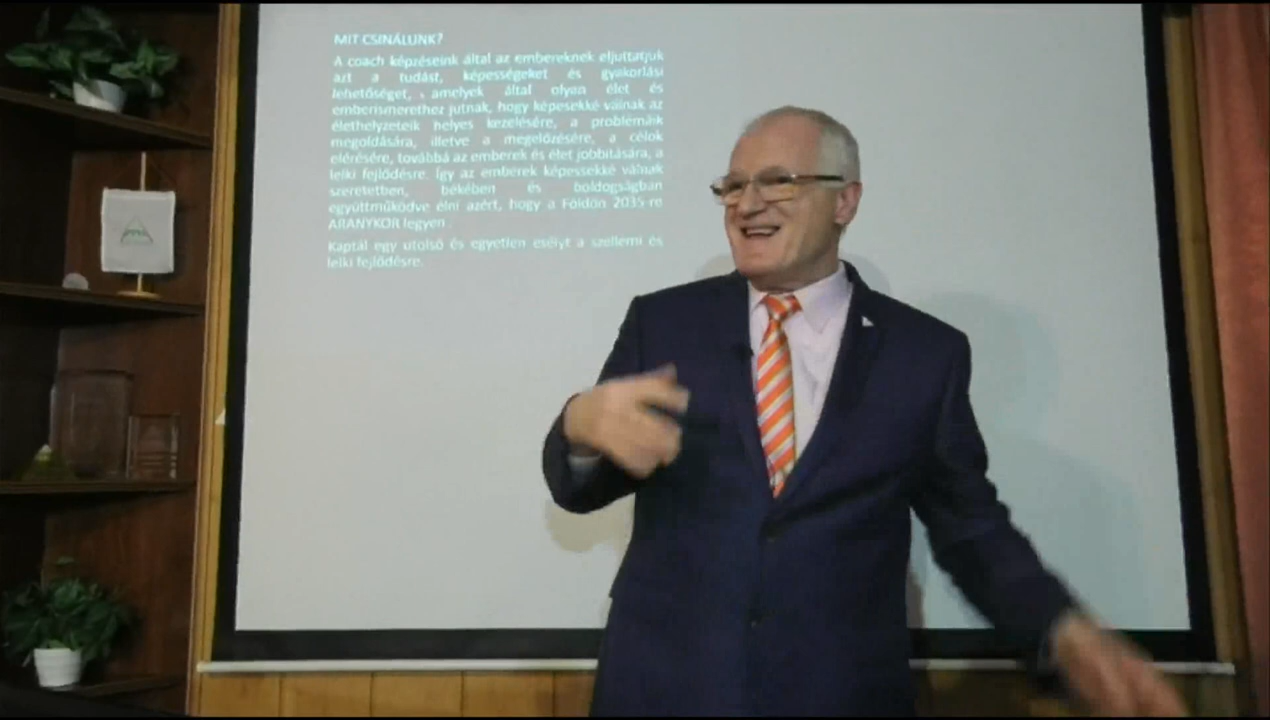 MIT CSINÁLUNK?
A coach képzéseink által az embereknek eljuttatjuk
azt a tudást, képességeket és gyakorlási
lehetőséget, amelyek által olyan élet és
emberismerethez jutnak, hogy képesekké válnak az
élethelyzeteik helyes kezelésére, a problémáik
megoldására, illetve a megelőzésére, a célok
elérésére, továbbá az emberek és élet jobbítására, a
lelki fejlődésre. Így az emberek képessekké válnak
szeretetben, békében és boldogságban
együttműködve élni azért, hogy a Földön 2035-re
ARANYKOR legyen.
Kaptál egy utolsó és egyetlen esélyt a szellemi és
lelki fejlődésre.